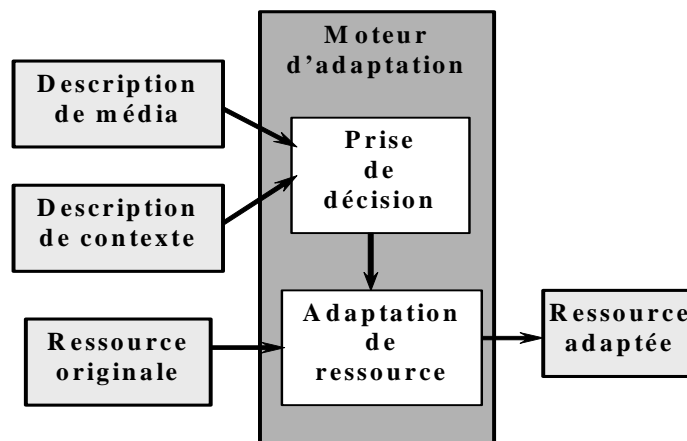 Moteur
d'adaptation
Description
de média
Prise
de
décision
Description
de contexte
Adaptation
de
ressource
Ressource
originale
Ressource
adaptée